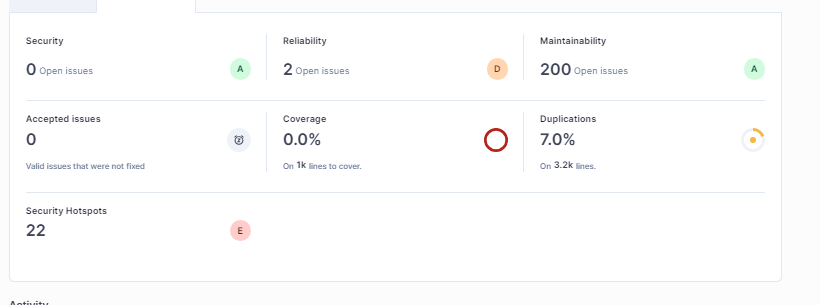 Security
0 Open issues
A
Reliability
2 Open issues
D
Maintainability
200 Open issues
A
Accepted issues
0
Valid issues that were not fixed
Coverage
0.0%
On 1k lines to cover.
Duplications
7.0%
On 3.2k lines.
Security Hotspots
22
E
Activity